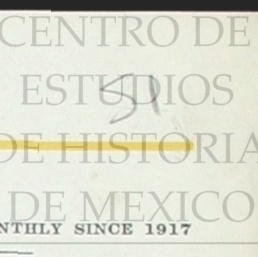 CENTRO DE
ESTUDIOS
51
DE HISTORIA
DE MEXICO
NTHLY SINCE 1917